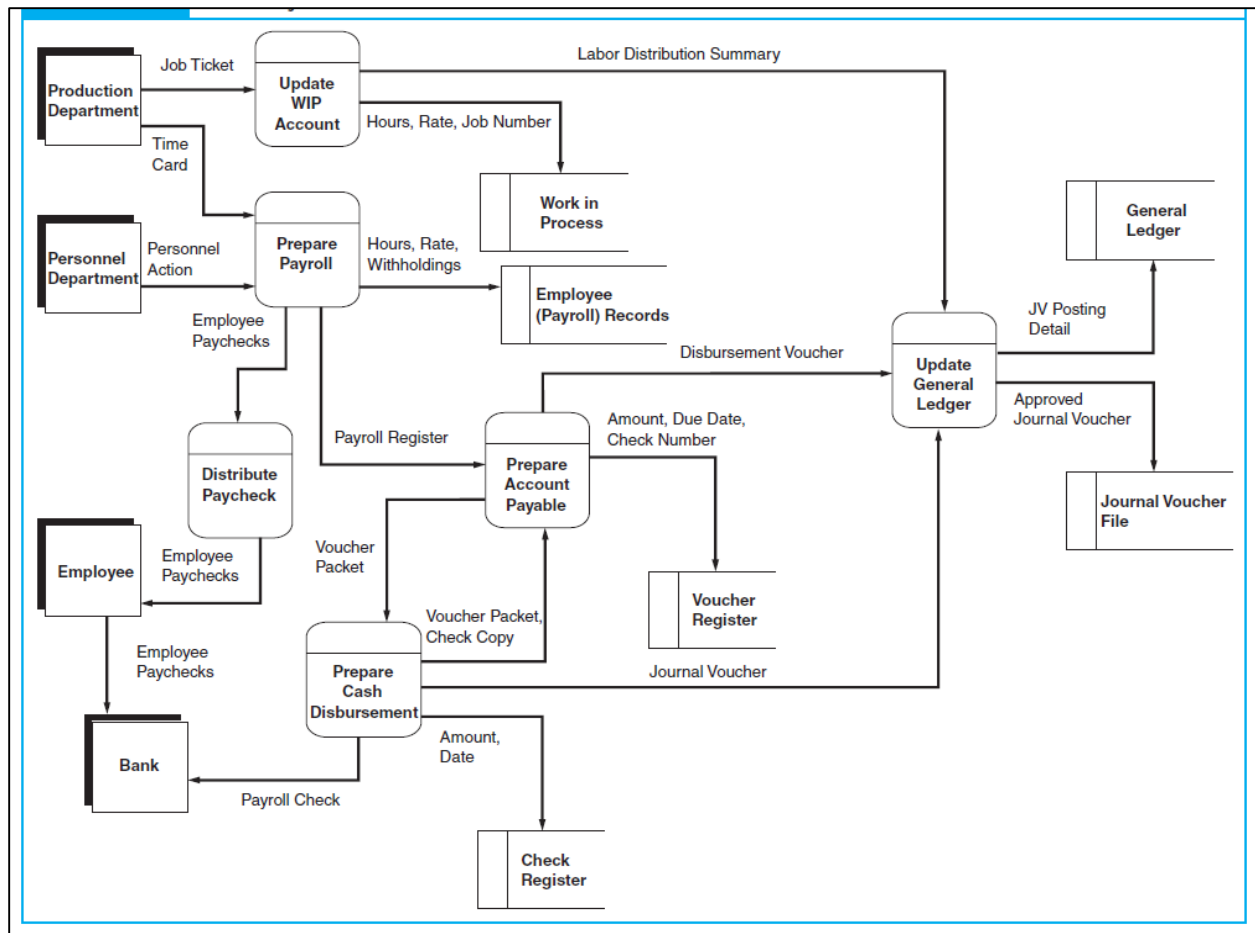 Labor Distribution Summary
Job Ticket
Production
Department
Update
WIP
Account
Hours, Rate, Job Number
Time
Card
Work in
Process
General
Ledger
Personnel
Department
Personnel
Action
Prepare
Payroll
Hours, Rate,
Withholdings
Employee
(Payroll) Records
JV Posting
Detail
Employee
Paychecks
Disbursement Voucher
Update
General
Ledger
Approved
Journal Voucher
Payroll Register
Amount, Due Date,
Check Number
Distribute
Paycheck
Prepare
Account
Payable
Journal Voucher
File
Employee
Employee
Paychecks
Voucher
Packet
Voucher Packet,
Check Copy
Voucher
Register
Employee
Paychecks
Prepare
Cash
Disbursement
Journal Voucher
Amount,
Date
Bank
Payroll Check
Check
Register